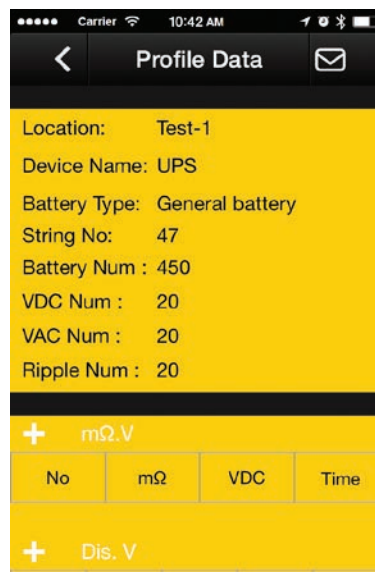 Carrier 10:42 AM
Profile Data
Location: Test-1
Device Name: UPS
Battery Type: General battery
String No: 47
Battery Num : 450
VDC Num : 20
VAC Num : 20
Ripple Num : 20
+ mΩ.V
No mΩ VDC Time
+ Dis. V